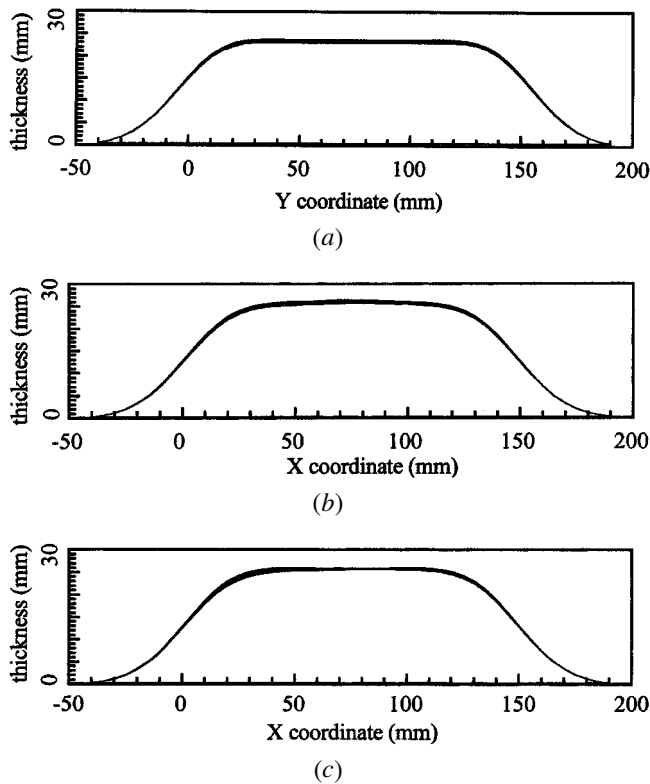 thickness (mm)
30
0
-50 0 50 100 150 200
Y coordinate (mm)
(a)
thickness (mm)
30
0
-50 0 50 100 150 200
X coordinate (mm)
(b)
thickness (mm)
30
0
-50 0 50 100 150 200
X coordinate (mm)
(c)